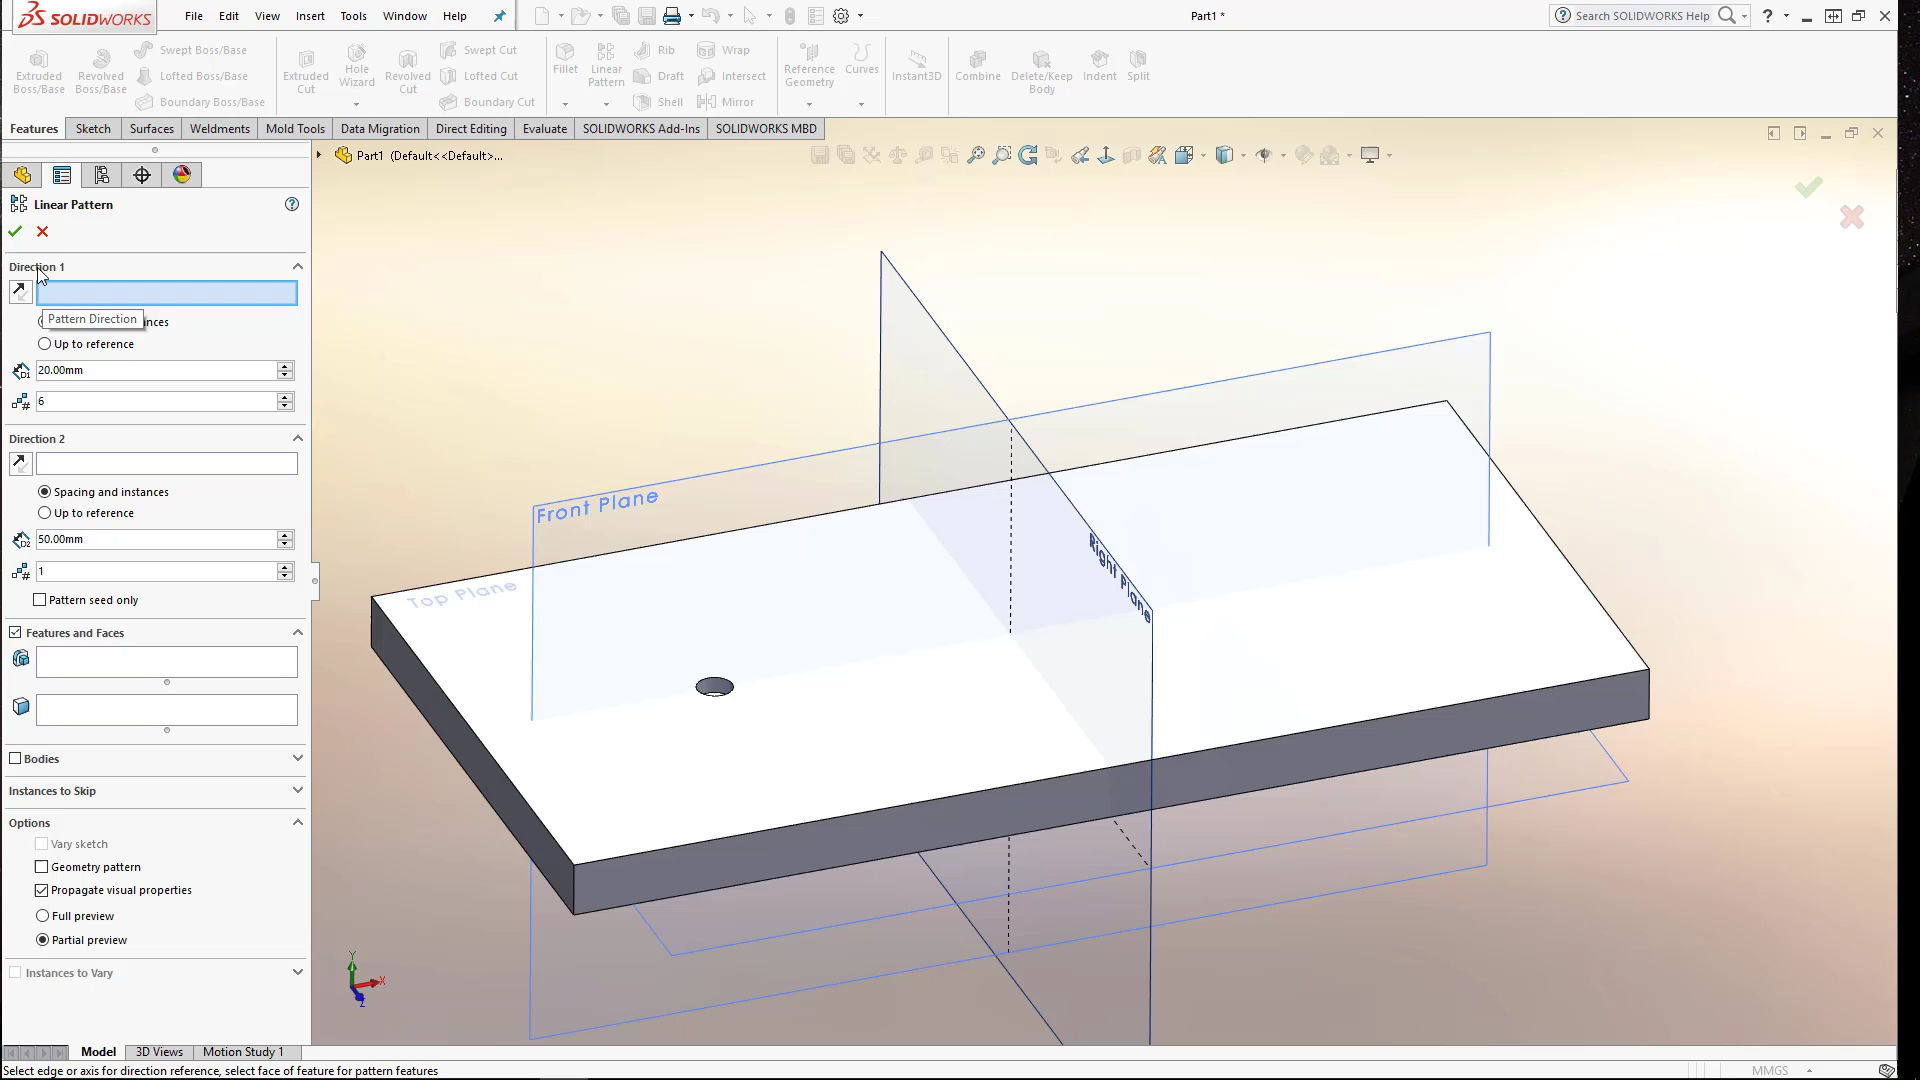 SOLIDWORKS File Edit View Insert Tools Window Help Part1 * Search SOLIDWORKS Help ?
Extruded Boss/Base
Revolved Boss/Base
Swept Boss/Base
Lofted Boss/Base
Boundary Boss/Base
Extruded Cut
Hole Wizard
Revolved Cut
Swept Cut
Lofted Cut
Boundary Cut
Fillet
Linear Pattern
Rib
Draft
Shell
Wrap
Intersect
Mirror
Reference Geometry
Curves
Instant3D
Combine
Delete/Keep Body
Indent
Split
Features Sketch Surfaces Weldments Mold Tools Data Migration Direct Editing Evaluate SOLIDWORKS Add-Ins SOLIDWORKS MBD
Part1 (Default<<Default>...
Linear Pattern ?
Direction 1
Pattern Direction
nces
Up to reference
D1 20.00mm
# 6
Direction 2
Spacing and instances
Up to reference
D2 50.00mm
# 1
Pattern seed only
Features and Faces
Bodies
Instances to Skip
Options
Vary sketch
Geometry pattern
Propagate visual properties
Full preview
Partial preview
Instances to Vary
Front Plane
Top Plane
Right Plane
Y
X
Z
Model 3D Views Motion Study 1
Select edge or axis for direction reference, select face of feature for pattern features MMGS